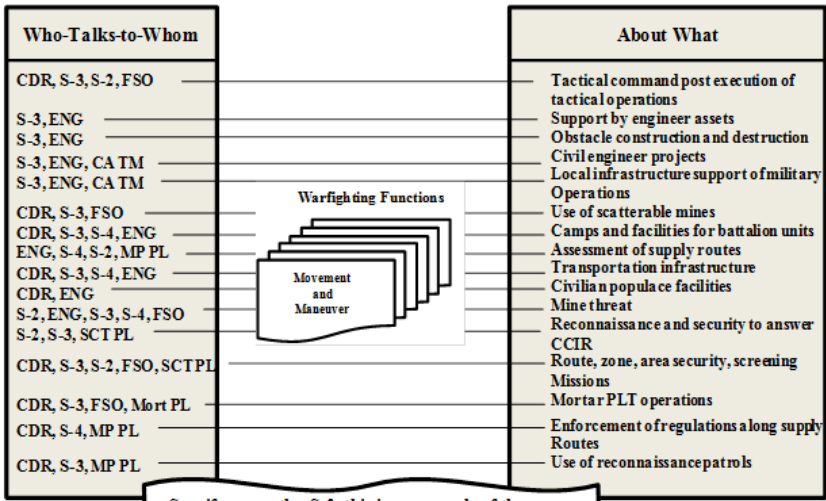 Who-Talks-to-Whom
CDR, S-3, S-2, FSO
S-3, ENG
S-3, ENG
S-3, ENG, CA TM
S-3, ENG, CA TM
CDR, S-3, FSO
CDR, S-3, S-4, ENG
ENG, S-4, S-2, MP PL
CDR, S-3, S-4, ENG
CDR, ENG
S-2, ENG, S-3, S-4, FSO
S-2, S-3, SCT PL
CDR, S-3, S-2, FSO, SCT PL
CDR, S-3, FSO, Mort PL
CDR, S-4, MP PL
CDR, S-3, MP PL
Warfighting Functions
Movement
and
Maneuver
About What
Tactical command post execution of
tactical operations
Support by engineer assets
Obstacle construction and destruction
Civil engineer projects
Local infrastructure support of military
Operations
Use of scatterable mines
Camps and facilities for battalion units
Assessment of supply routes
Transportation infrastructure
Civilian populace facilities
Mine threat
Reconnaissance and security to answer
CCIR
Route, zone, area security, screening
Missions
Mortar PLT operations
Enforcement of regulations along supply
Routes
Use of reconnaissance patrols